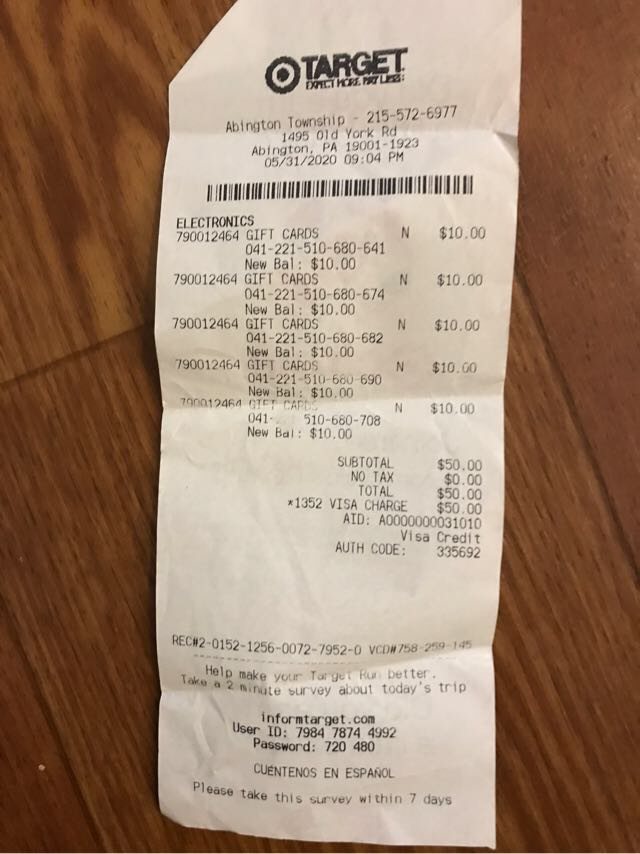 TARGET
EXPECT MORE. PAY LESS.
Abington Township - 215-572-6977
1495 Old York Rd
Abington, PA 19001-1923
05/31/2020 09:04 PM
ELECTRONICS
790012464 GIFT CARDS N $10.00
041-221-510-680-641
New Bal: $10.00
790012464 GIFT CARDS N $10.00
041-221-510-680-674
New Bal: $10.00
790012464 GIFT CARDS N $10.00
041-221-510-680-682
New Bal: $10.00
790012464 GIFT CARDS N $10.00
041-221-510-680-690
New Bal: $10.00
790012464 GIFT CARDS N $10.00
041- 510-680-708
New Bal: $10.00
SUBTOTAL $50.00
NO TAX $0.00
TOTAL $50.00
*1352 VISA CHARGE $50.00
AID: A0000000031010
Visa Credit
AUTH CODE: 335692
REC#2-0152-1256-0072-7952-0 VCD#758-259-145
Help make your Target Run better.
Take a 2 minute survey about today's trip
informtarget.com
User ID: 7984 7874 4992
Password: 720 480
CUÉNTENOS EN ESPAÑOL
Please take this survey within 7 days